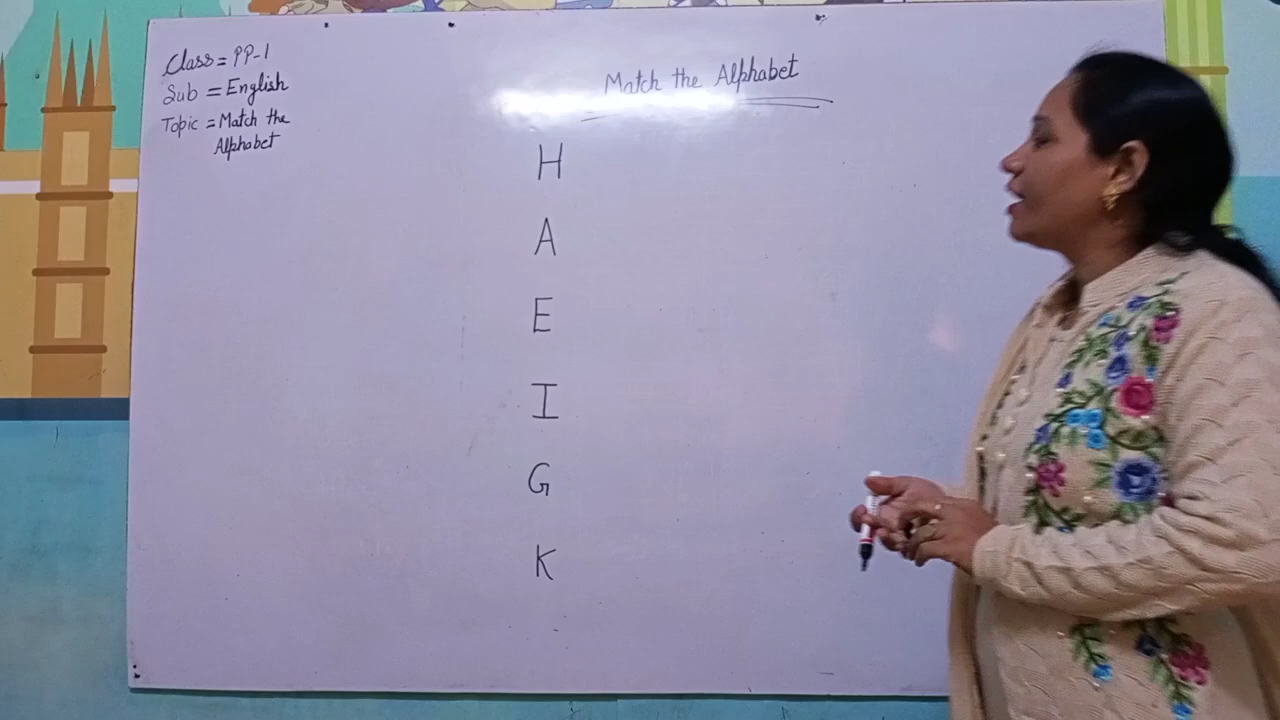 Class = PP-1
Sub = English
Topic = Match the
Alphabet
Match the Alphabet
H
A
E
I
G
K